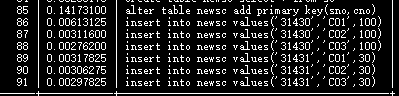 85 | 0.14173100 | alter table newsc add primary key(sno,cno)
86 | 0.00613125 | insert into newsc values('31430','C01',100)
87 | 0.00311600 | insert into newsc values('31430','C02',100)
88 | 0.00276200 | insert into newsc values('31430','C03',100)
89 | 0.00317825 | insert into newsc values('31431','C01',30)
90 | 0.00306275 | insert into newsc values('31431','C02',30)
91 | 0.00297825 | insert into newsc values('31431','C03',30)